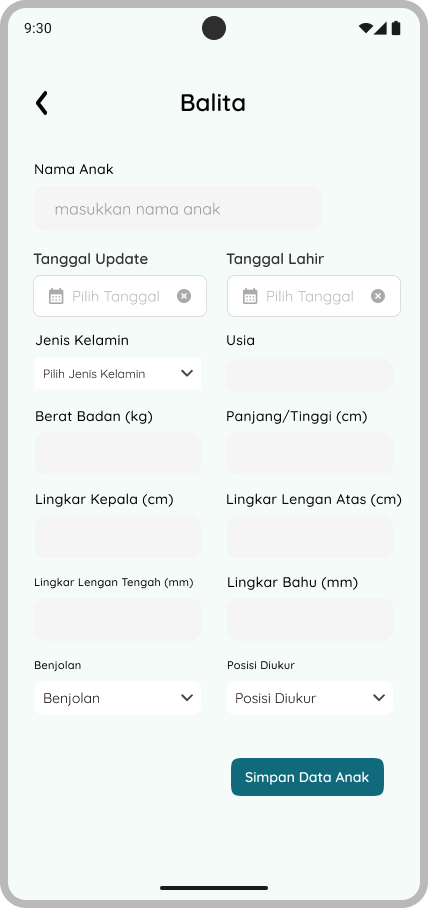 9:30
Balita
Nama Anak
masukkan nama anak
Tanggal Update Tanggal Lahir
Pilih Tanggal Pilih Tanggal
Jenis Kelamin Usia
Pilih Jenis Kelamin
Berat Badan (kg) Panjang/Tinggi (cm)
Lingkar Kepala (cm) Lingkar Lengan Atas (cm)
Lingkar Lengan Tengah (mm) Lingkar Bahu (mm)
Benjolan Posisi Diukur
Benjolan Posisi Diukur
Simpan Data Anak